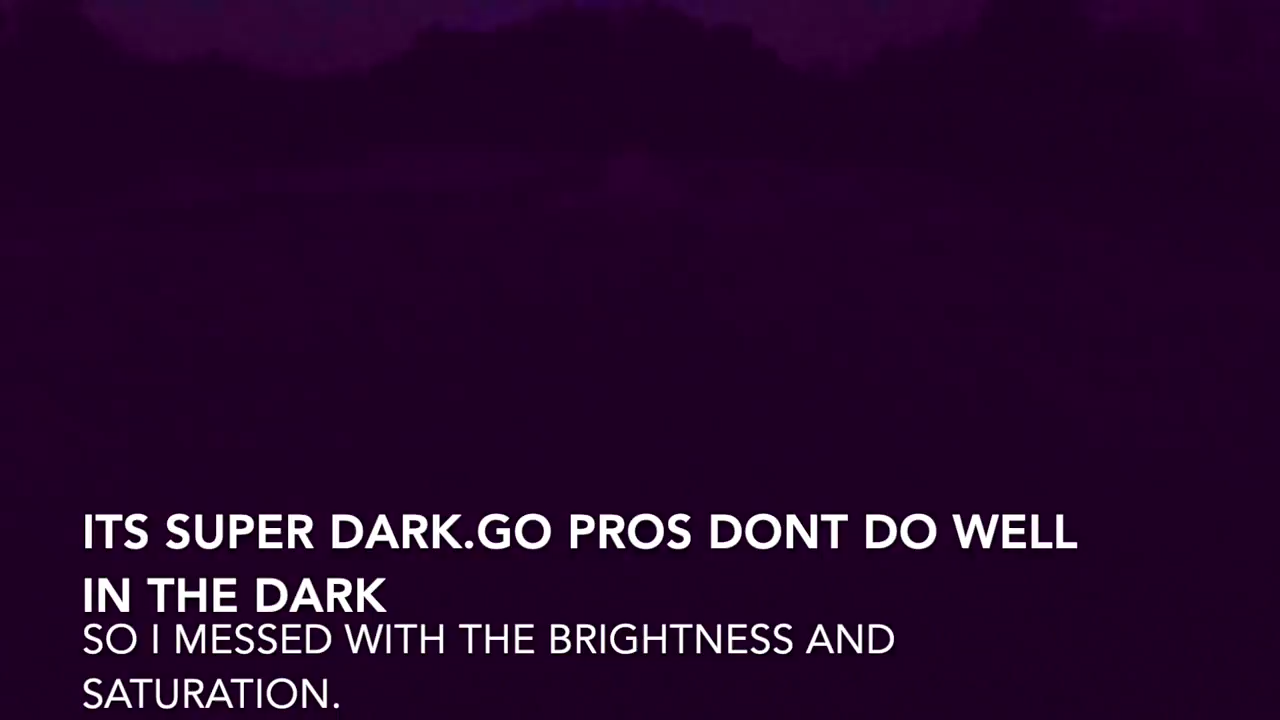 ITS SUPER DARK.GO PROS DONT DO WELL
IN THE DARK
SO I MESSED WITH THE BRIGHTNESS AND
SATURATION.